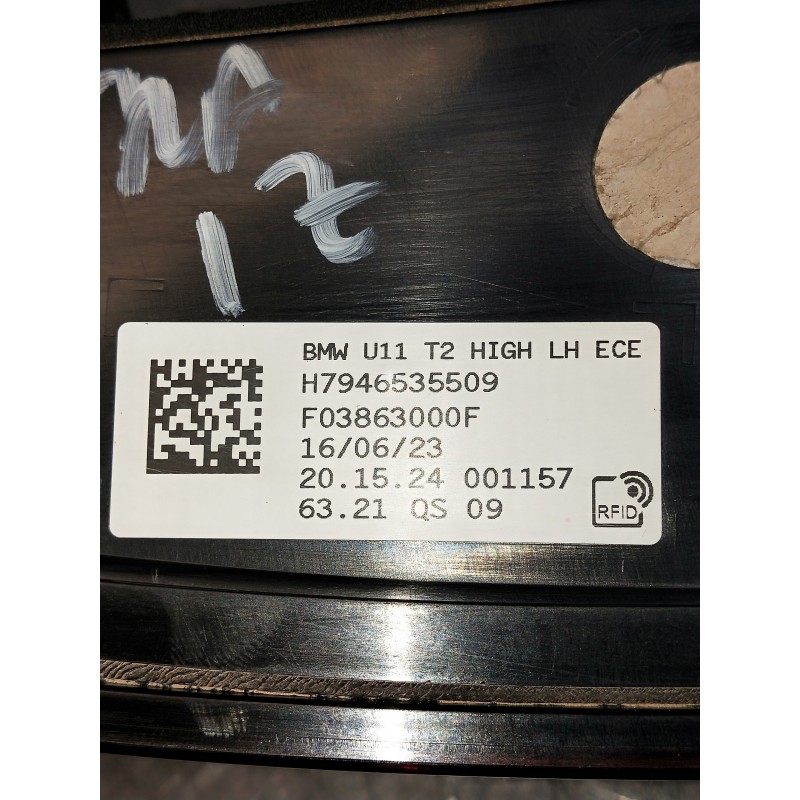 BMW U11 T2 HIGH LH ECE
H7946535509
F03863000F
16/06/23
20.15.24 001157
63.21 QS 09
RFID